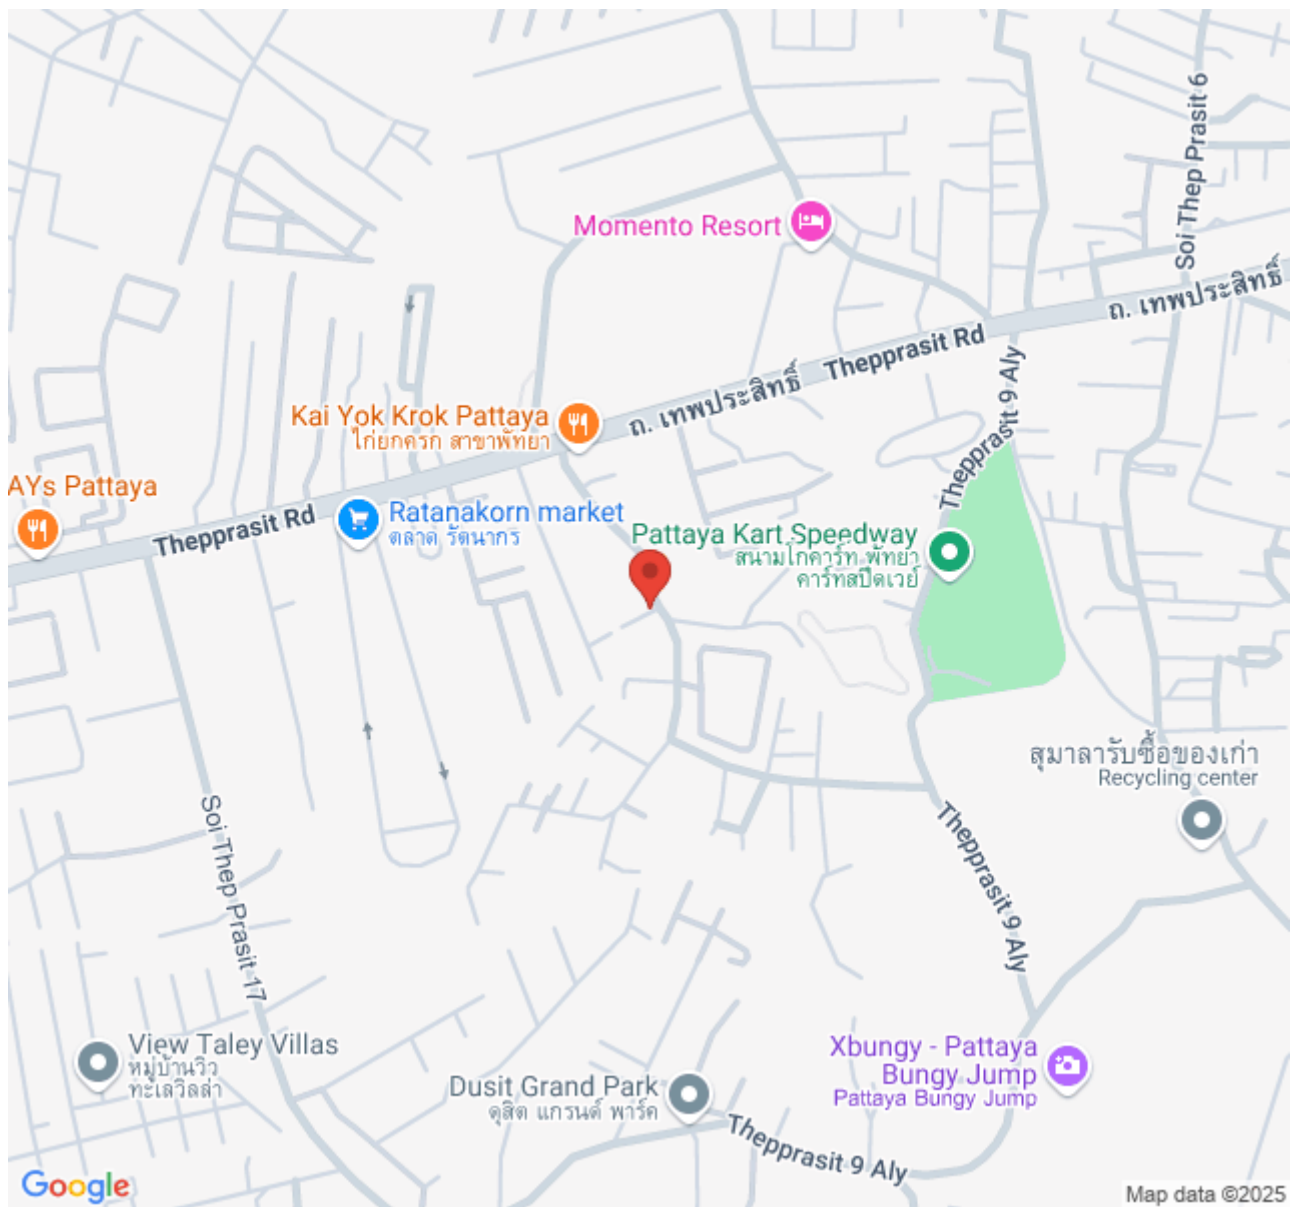 Soi Thep Prasit 6
Momento Resort
ถ. เทพประสิทธิ์
Thepprasit Rd
ถ. เทพประสิทธิ์
Kai Yok Krok Pattaya
ไก่ยกครก สาขาพัทยา
Thepprasit 9 Aly
AYs Pattaya
Thepprasit Rd
Ratanakorn market
ตลาด รัตนากร
Pattaya Kart Speedway
สนามโกคาร์ท พัทยา
คาร์ทสปีดเวย์
สุมาลารับซื้อของเก่า
Recycling center
Soi Thep Prasit 17
Thepprasit 9 Aly
View Taley Villas
หมู่บ้านวิว
ทะเลวิลล่า
Dusit Grand Park
ดุสิต แกรนด์ พาร์ค
Xbungy - Pattaya
Bungy Jump
Pattaya Bungy Jump
Thepprasit 9 Aly
Google
Map data ©2025